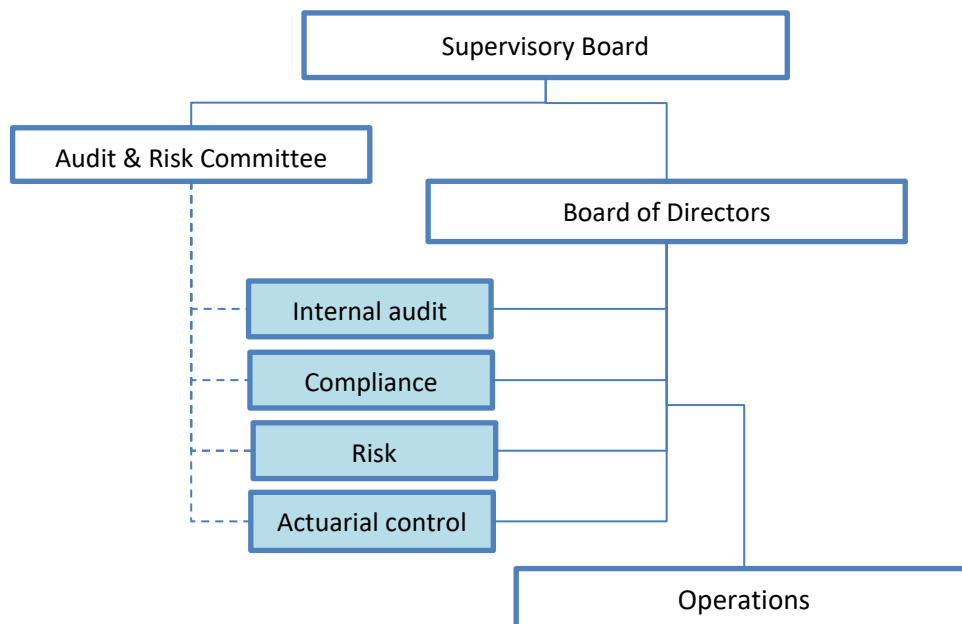 Supervisory Board
Audit & Risk Committee
Board of Directors
Internal audit
Compliance
Risk
Actuarial control
Operations